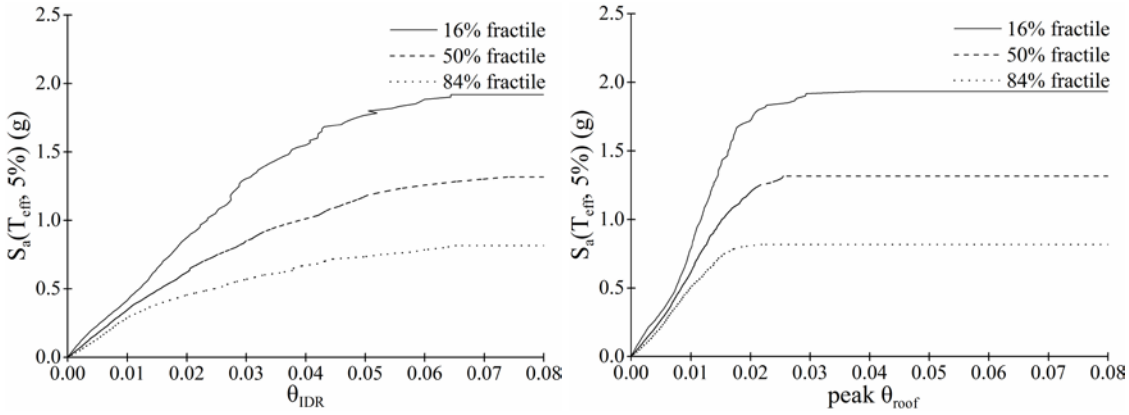 2.5
16% fractile
50% fractile
84% fractile
2.0
1.5
1.0
0.5
0.0
Sa(Teff, 5%) (g)
0.00 0.01 0.02 0.03 0.04 0.05 0.06 0.07 0.08
θIDR
2.5
16% fractile
50% fractile
84% fractile
2.0
1.5
1.0
0.5
0.0
Sa(Teff, 5%) (g)
0.00 0.01 0.02 0.03 0.04 0.05 0.06 0.07 0.08
peak θroof